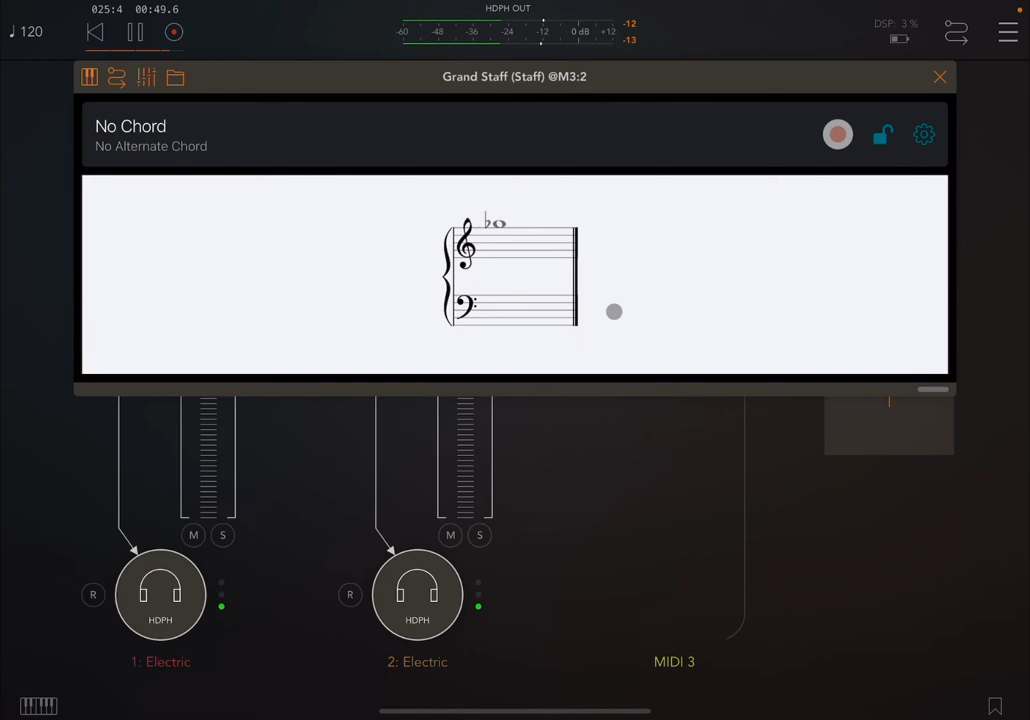 025:4 00:49.6
HDPH OUT
♩ 120
-60 -48 -36 -24 -12 0 dB +12
-12
-13
DSP: 3 %
Grand Staff (Staff) @M3:2
No Chord
No Alternate Chord
M S
M S
R
HDPH
R
HDPH
1: Electric
2: Electric
MIDI 3